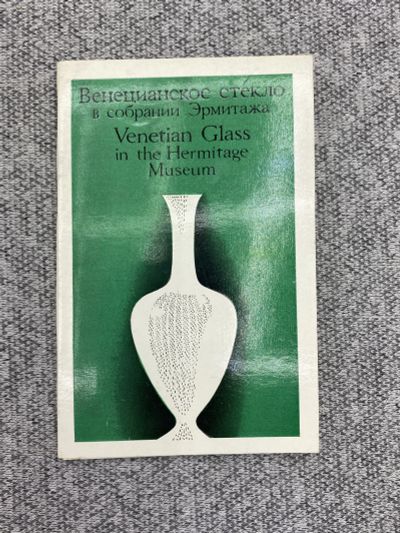 Венецианское стекло
в собрании Эрмитажа
Venetian Glass
in the Hermitage
Museum